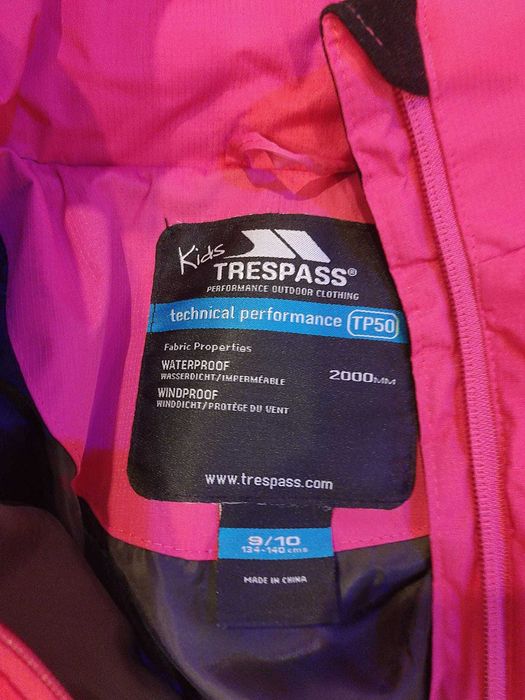 Kids
TRESPASS®
PERFORMANCE OUTDOOR CLOTHING
technical performance TP50
Fabric Properties
WATERPROOF 2000MM
WASSERDICHT/IMPERMÉABLE
WINDPROOF
WINDDICHT/PROTÈGE DU VENT
www.trespass.com
9/10
134-140 cms
MADE IN CHINA